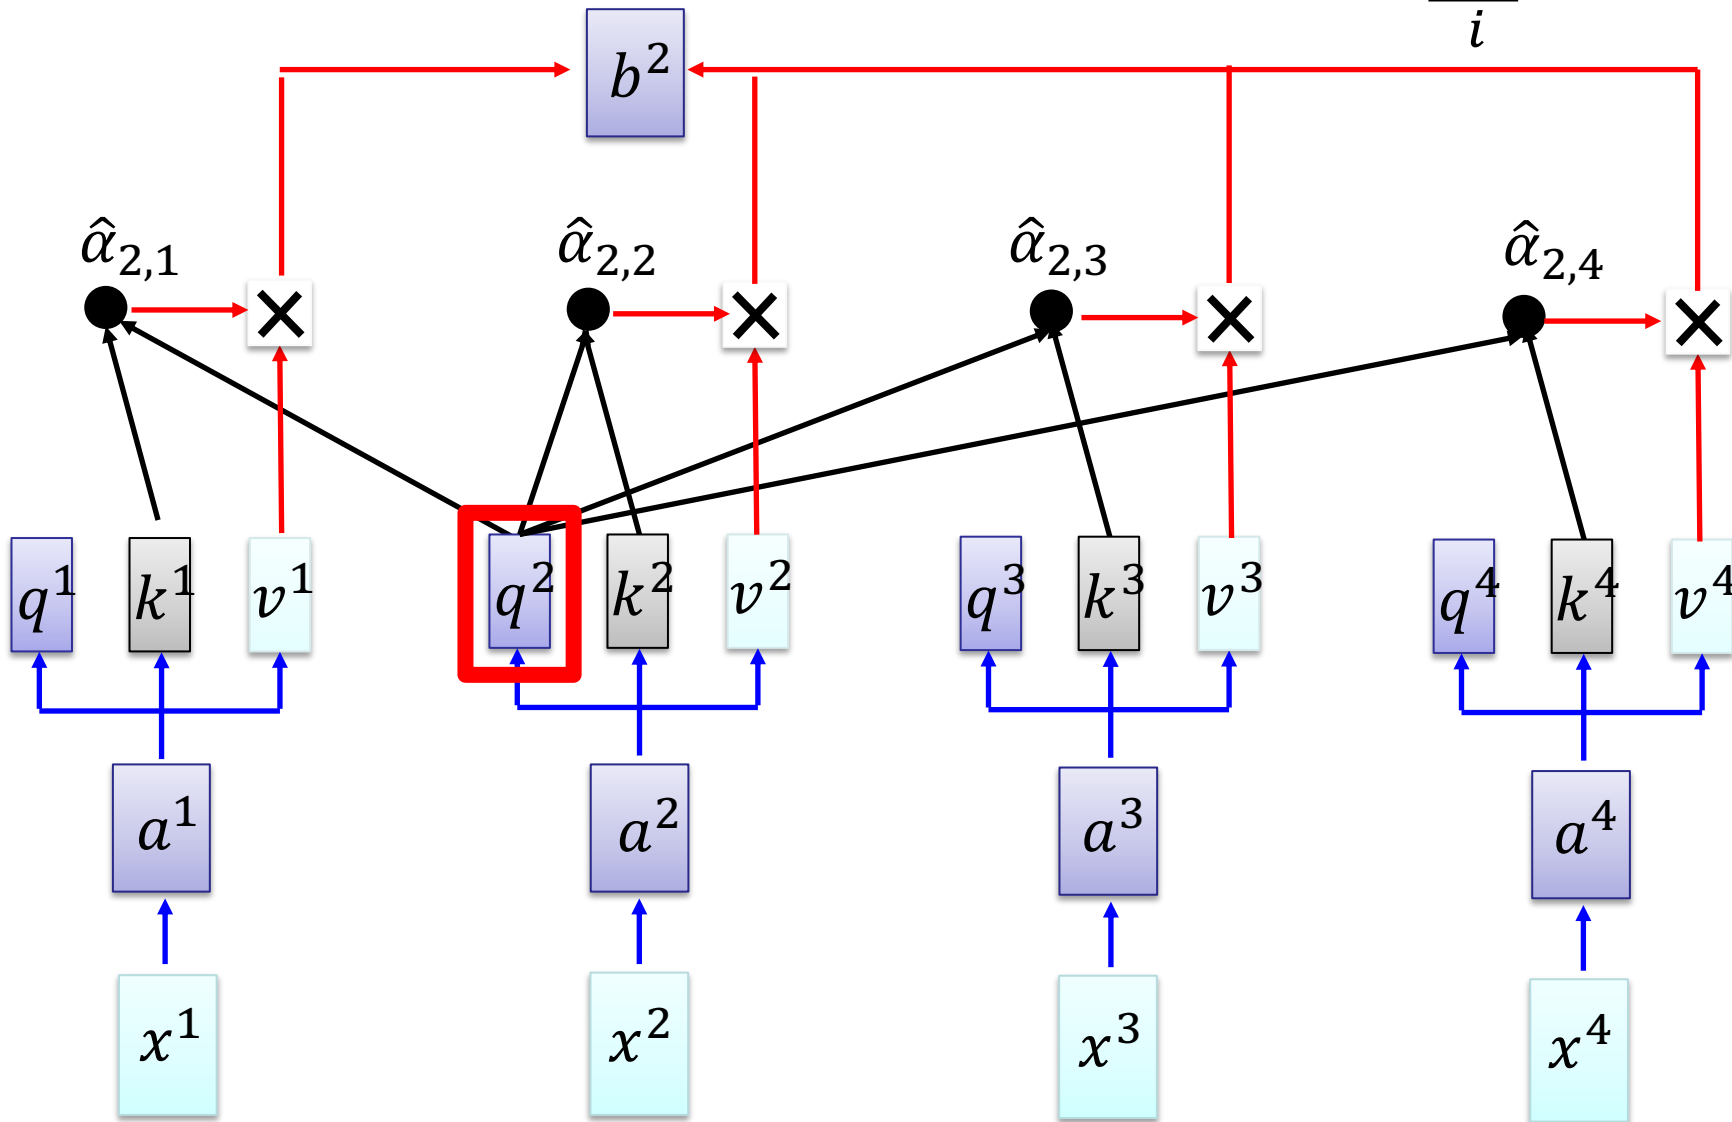 i
b²
α̂₂,₁ α̂₂,₂ α̂₂,₃ α̂₂,₄
× × × ×
q¹ k¹ v¹ q² k² v² q³ k³ v³ q⁴ k⁴ v⁴
a¹ a² a³ a⁴
x¹ x² x³ x⁴